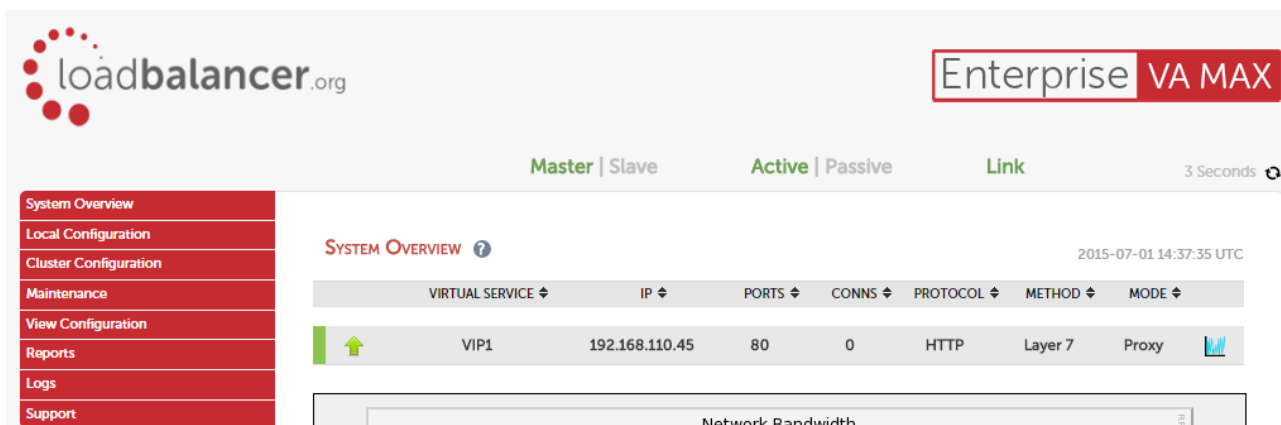 loadbalancer.org
Enterprise VA MAX
Master | Slave Active | Passive Link 3 Seconds
System Overview
Local Configuration
Cluster Configuration
Maintenance
View Configuration
Reports
Logs
Support
SYSTEM OVERVIEW ?
2015-07-01 14:37:35 UTC
VIRTUAL SERVICE IP PORTS CONNS PROTOCOL METHOD MODE
VIP1 192.168.110.45 80 0 HTTP Layer 7 Proxy
Network Bandwidth